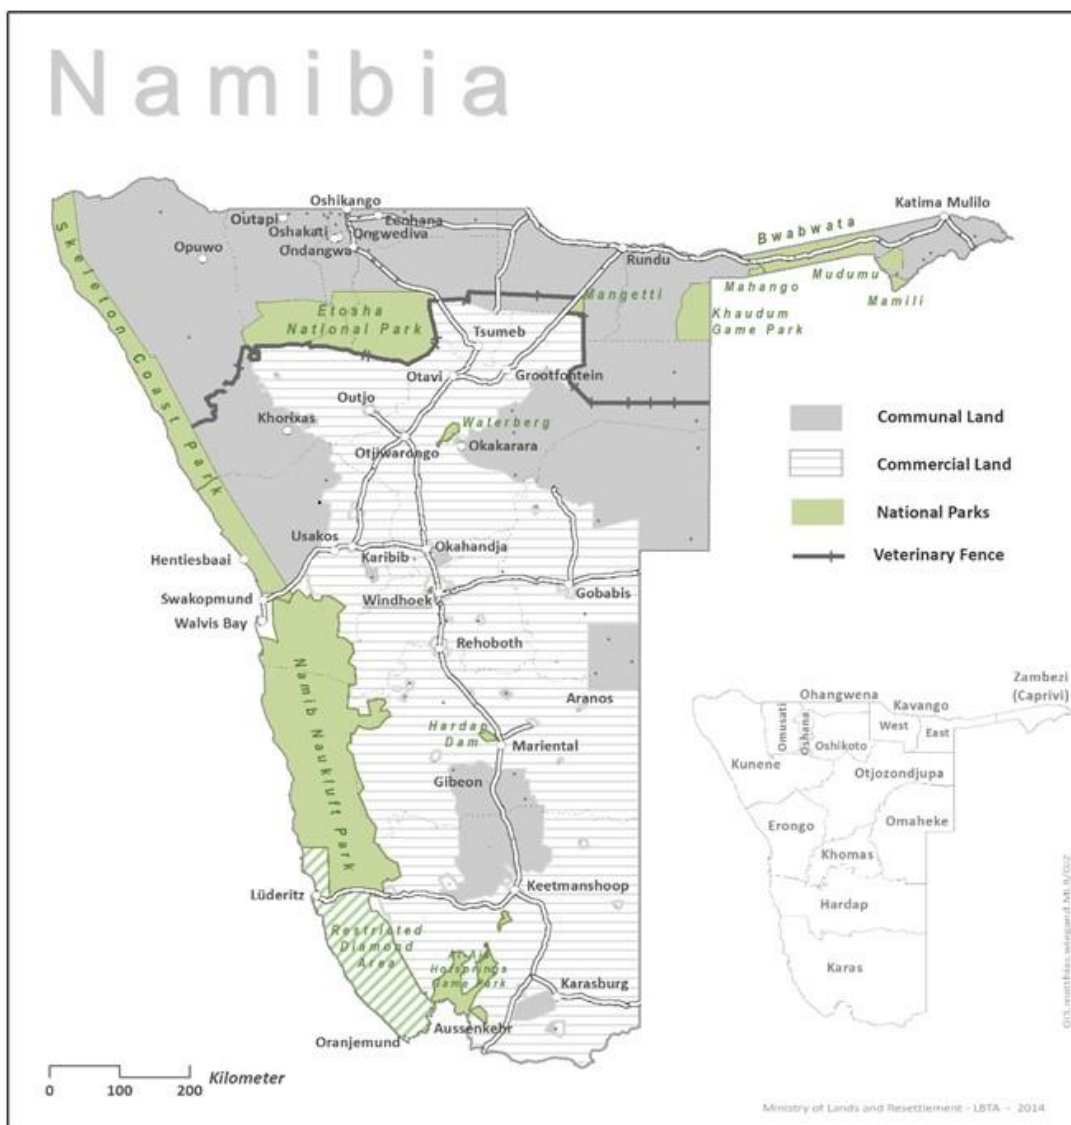 Namibia
Oshikango
Outapi
Eenhana
Oshakati
Ongwediva
Ondangwa
Opuwo
Katima Mulilo
Bwabwata
Rundu
Mahango
Mudumu
Mamili
Mangetti
Khaudum
Game Park
Etosha
National Park
Skeleton Coast Park
Tsumeb
Otavi
Grootfontein
Outjo
Khorixas
Waterberg
Otjiwarongo
Okakarara
Communal Land
Commercial Land
National Parks
Veterinary Fence
Usakos
Karibib
Okahandja
Hentiesbaai
Swakopmund
Windhoek
Gobabis
Walvis Bay
Rehoboth
Namib Naukluft Park
Aranos
Hardap
Dam
Mariental
Gibeon
Keetmanshoop
Lüderitz
Restricted
Diamond
Area
Hotsprings
Game Park
Karasburg
Aussenkehr
Oranjemund
Zambezi
(Caprivi)
Ohangwena
Kavango
Omusati
Oshana
West
East
Oshikoto
Kunene
Otjozondjupa
Erongo
Omaheke
Khomas
Hardap
Karas
0 100 200 Kilometer
GIS.matthias.wiegand.MLR/GIZ
Ministry of Lands and Resettlement - LBTA - 2014